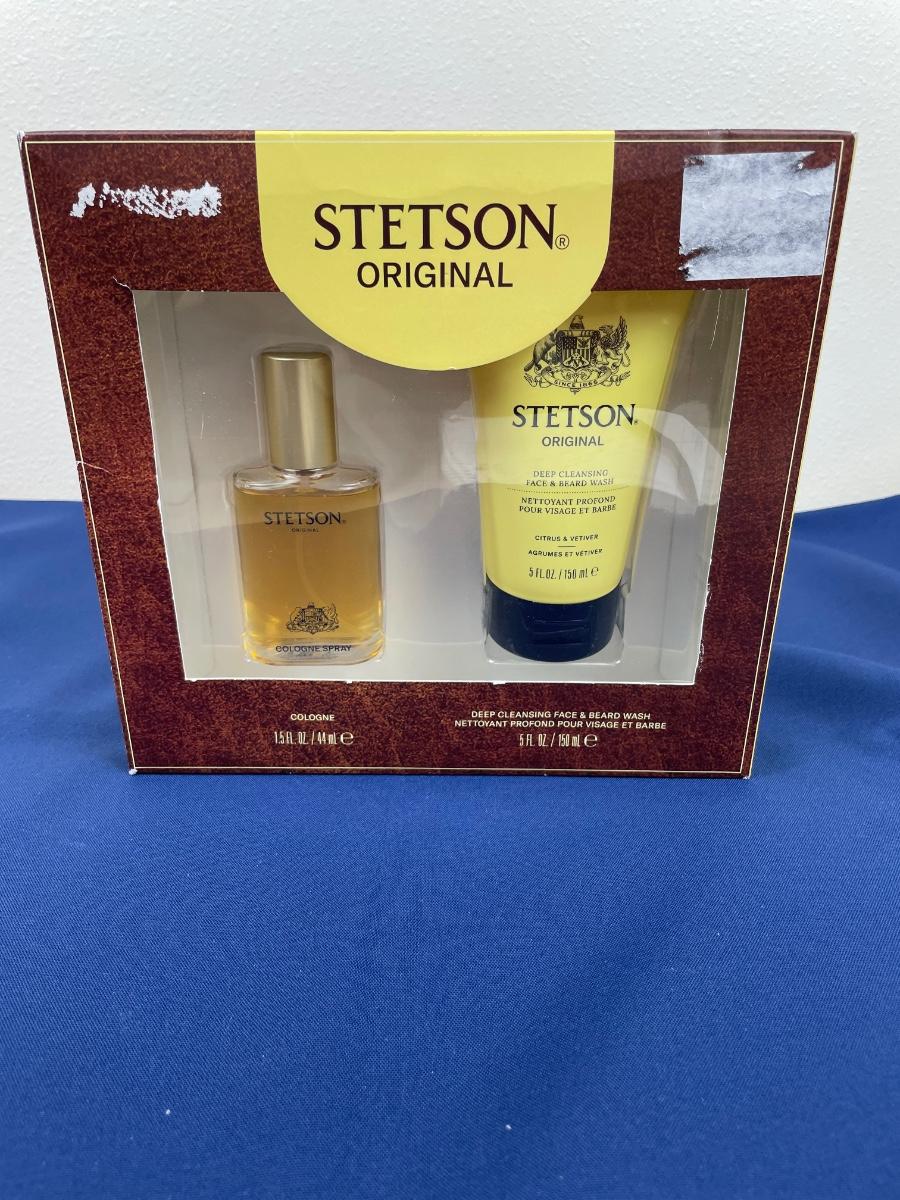 STETSON®
ORIGINAL
STETSON®
ORIGINAL
COLOGNE SPRAY
SINCE 1865
STETSON®
ORIGINAL
DEEP CLEANSING
FACE & BEARD WASH
NETTOYANT PROFOND
POUR VISAGE ET BARBE
CITRUS & VETIVER
AGRUMES ET VÉTIVER
5 FL. OZ. / 150 mL ℮
COLOGNE
1.5 FL. OZ. / 44 mL ℮
DEEP CLEANSING FACE & BEARD WASH
NETTOYANT PROFOND POUR VISAGE ET BARBE
5 FL. OZ. / 150 mL ℮